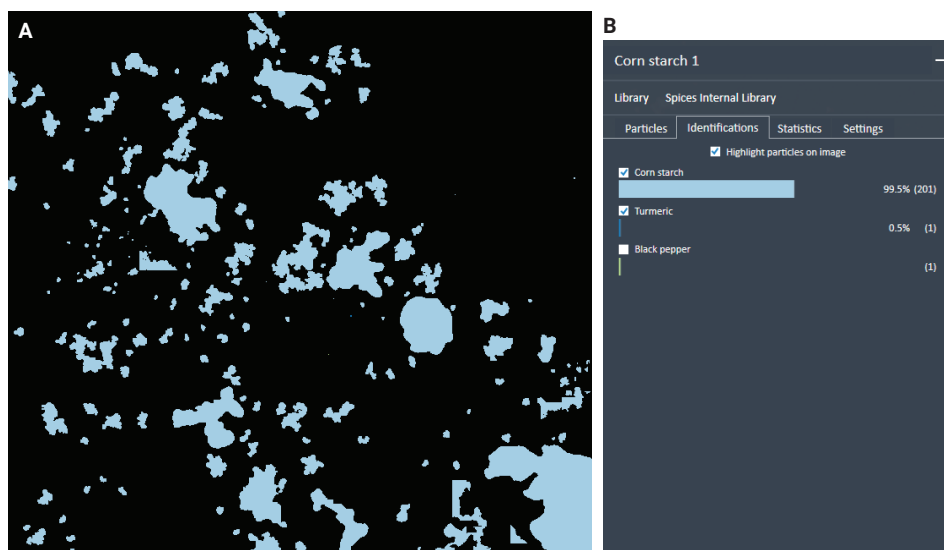 A
B
Corn starch 1
Library Spices Internal Library
Particles Identifications Statistics Settings
Highlight particles on image
Corn starch
99.5% (201)
Turmeric
0.5% (1)
Black pepper
(1)